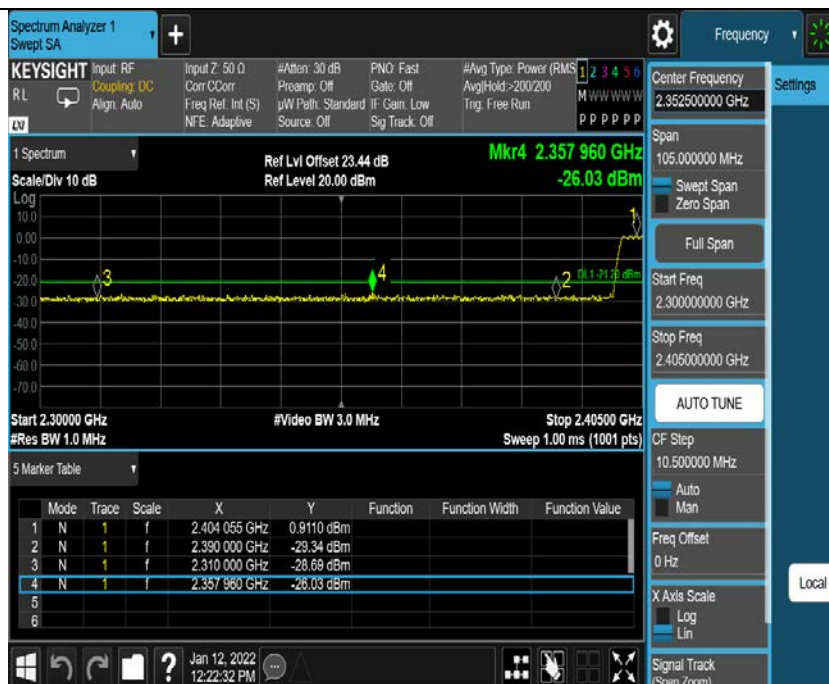 Spectrum Analyzer 1
Swept SA
+
Frequency
KEYSIGHT
RL
LXI
Input: RF
Coupling: DC
Align: Auto
Input Z: 50 Ω
Corr CCorr
Freq Ref: Int (S)
NFE: Adaptive
#Atten: 30 dB
Preamp: Off
µW Path: Standard
Source: Off
PNO: Fast
Gate: Off
IF Gain: Low
Sig Track: Off
#Avg Type: Power (RMS
Avg|Hold:>200/200
Trig: Free Run
1 2 3 4 5 6
M W W W W W
P P P P P P
1 Spectrum
Scale/Div 10 dB
Ref Lvl Offset 23.44 dB
Ref Level 20.00 dBm
Mkr4 2.357 960 GHz
-26.03 dBm
Log
10.0
0.00
-10.0
-20.0
-30.0
-40.0
-50.0
-60.0
-70.0
1
3
4
2
DL1 -21.20 dBm
Start 2.30000 GHz
#Video BW 3.0 MHz
Stop 2.40500 GHz
#Res BW 1.0 MHz
Sweep 1.00 ms (1001 pts)
5 Marker Table
Mode Trace Scale X Y Function Function Width Function Value
1 N 1 f 2.404 055 GHz 0.9110 dBm
2 N 1 f 2.390 000 GHz -29.34 dBm
3 N 1 f 2.310 000 GHz -28.69 dBm
4 N 1 f 2.357 960 GHz -26.03 dBm
5
6
?
Jan 12, 2022
12:22:32 PM
Center Frequency
2.352500000 GHz
Settings
Span
105.000000 MHz
Swept Span
Zero Span
Full Span
Start Freq
2.300000000 GHz
Stop Freq
2.405000000 GHz
AUTO TUNE
CF Step
10.500000 MHz
Auto
Man
Freq Offset
0 Hz
Local
X Axis Scale
Log
Lin
Signal Track
(Span Zoom)